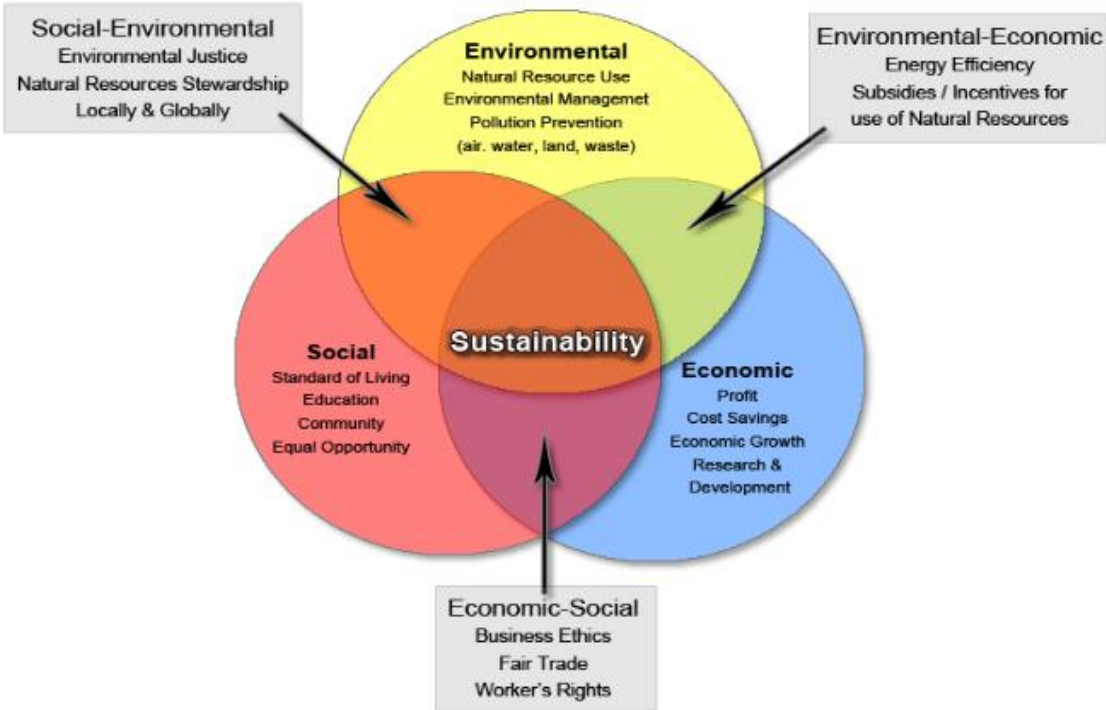 Social-Environmental
Environmental Justice
Natural Resources Stewardship
Locally & Globally
Environmental
Natural Resource Use
Environmental Managemet
Pollution Prevention
(air. water, land, waste)
Environmental-Economic
Energy Efficiency
Subsidies / Incentives for
use of Natural Resources
Sustainability
Social
Standard of Living
Education
Community
Equal Opportunity
Economic
Profit
Cost Savings
Economic Growth
Research &
Development
Economic-Social
Business Ethics
Fair Trade
Worker's Rights